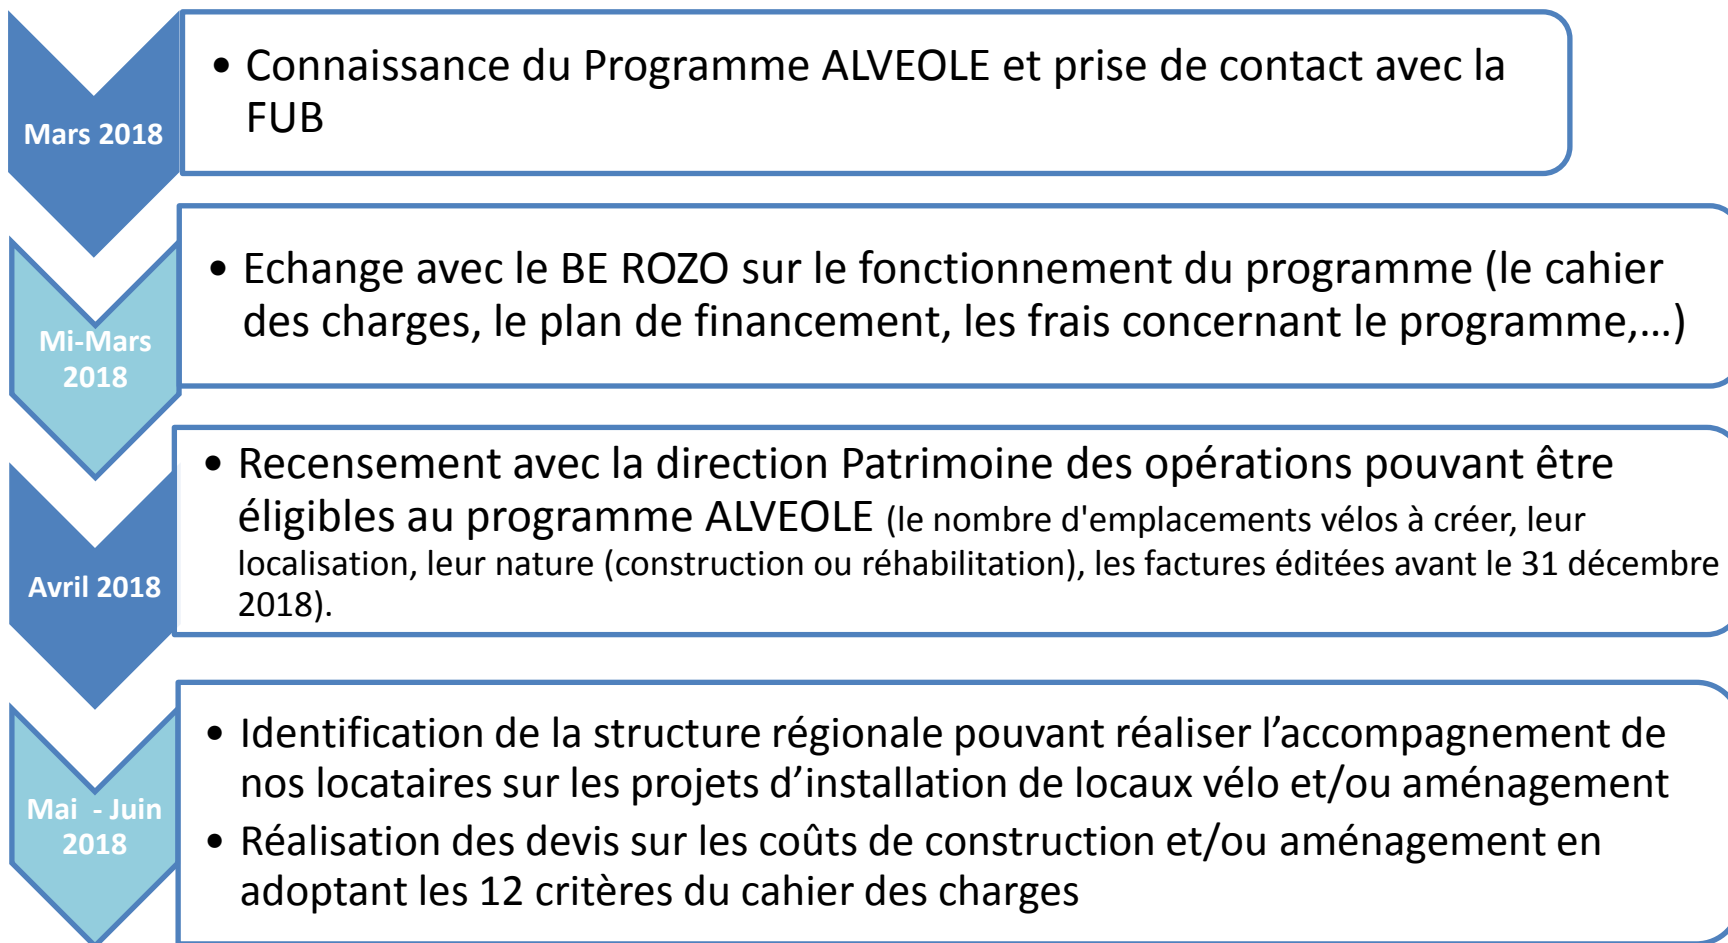 Mars 2018
• Connaissance du Programme ALVEOLE et prise de contact avec la
FUB
Mi-Mars
2018
• Echange avec le BE ROZO sur le fonctionnement du programme (le cahier
des charges, le plan de financement, les frais concernant le programme,…)
Avril 2018
• Recensement avec la direction Patrimoine des opérations pouvant être
éligibles au programme ALVEOLE (le nombre d'emplacements vélos à créer, leur
localisation, leur nature (construction ou réhabilitation), les factures éditées avant le 31 décembre
2018).
Mai - Juin
2018
• Identification de la structure régionale pouvant réaliser l’accompagnement de
nos locataires sur les projets d’installation de locaux vélo et/ou aménagement
• Réalisation des devis sur les coûts de construction et/ou aménagement en
adoptant les 12 critères du cahier des charges